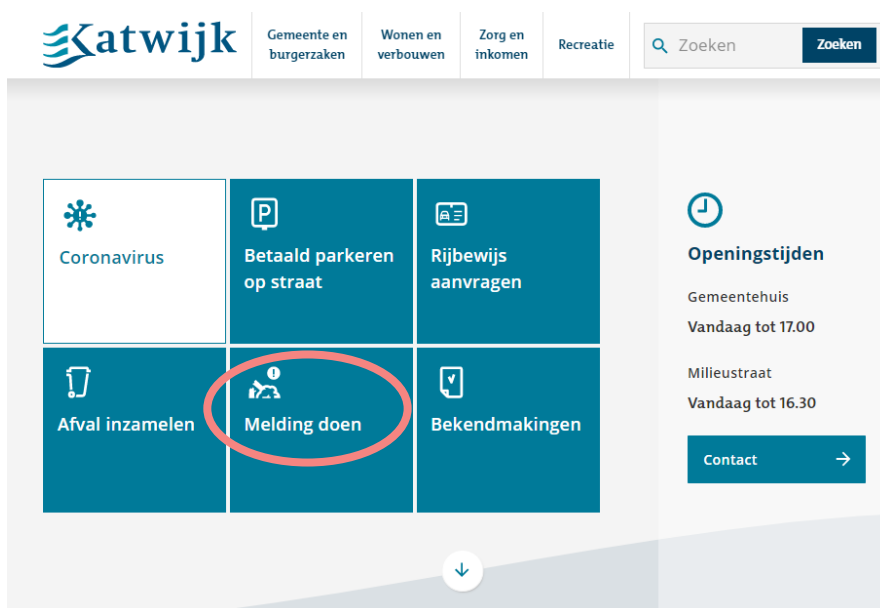 Katwijk
Gemeente en
burgerzaken
Wonen en
verbouwen
Zorg en
inkomen
Recreatie
Zoeken
Zoeken
Coronavirus
P
Betaald parkeren
op straat
Rijbewijs
aanvragen
Afval inzamelen
Melding doen
Bekendmakingen
Openingstijden
Gemeentehuis
Vandaag tot 17.00
Milieustraat
Vandaag tot 16.30
Contact